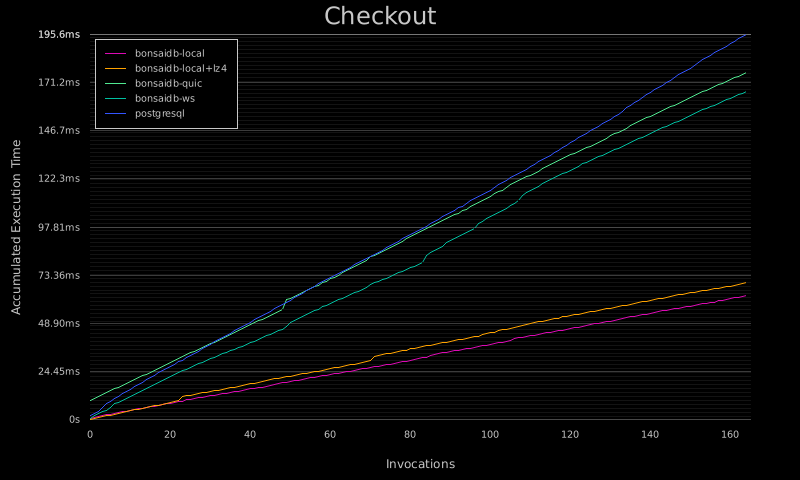 Checkout
195.6ms
171.2ms
146.7ms
122.3ms
97.81ms
73.36ms
48.90ms
24.45ms
0s
Accumulated Execution Time
bonsaidb-local
bonsaidb-local+lz4
bonsaidb-quic
bonsaidb-ws
postgresql
0 20 40 60 80 100 120 140 160
Invocations